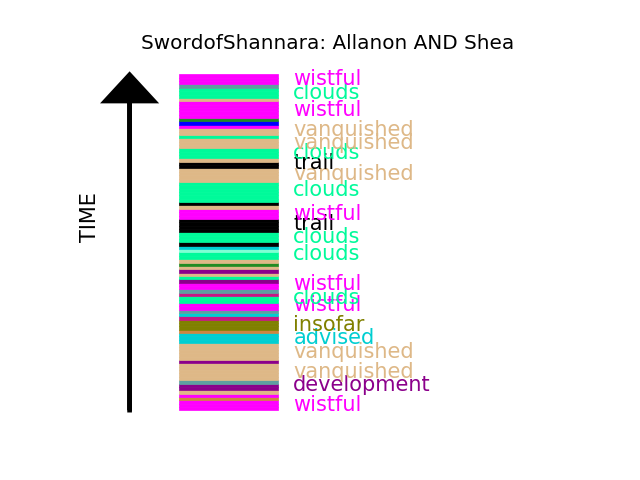 SwordofShannara: Allanon AND Shea
wistful
clouds
wistful
vanquished
vanquished
clouds
trail
vanquished
clouds
wistful
trail
clouds
clouds
wistful
clouds
wistful
insofar
advised
vanquished
vanquished
development
wistful
TIME